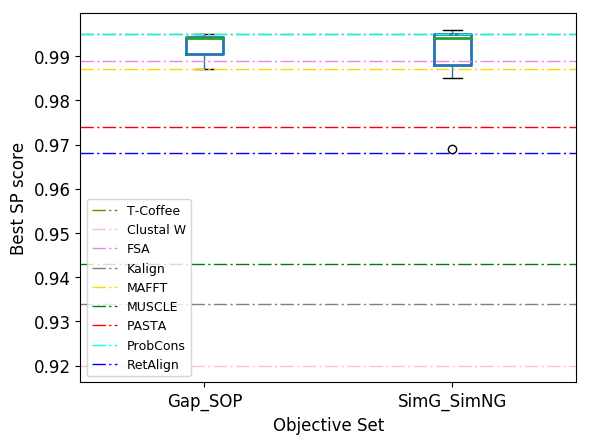 0.99
0.98
0.97
0.96
0.95
0.94
0.93
0.92
Best SP score
T-Coffee
Clustal W
FSA
Kalign
MAFFT
MUSCLE
PASTA
ProbCons
RetAlign
Gap_SOP SimG_SimNG
Objective Set